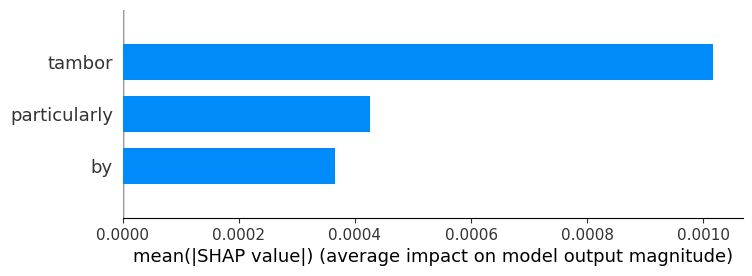 tambor
particularly
by
0.0000 0.0002 0.0004 0.0006 0.0008 0.0010
mean(|SHAP value|) (average impact on model output magnitude)